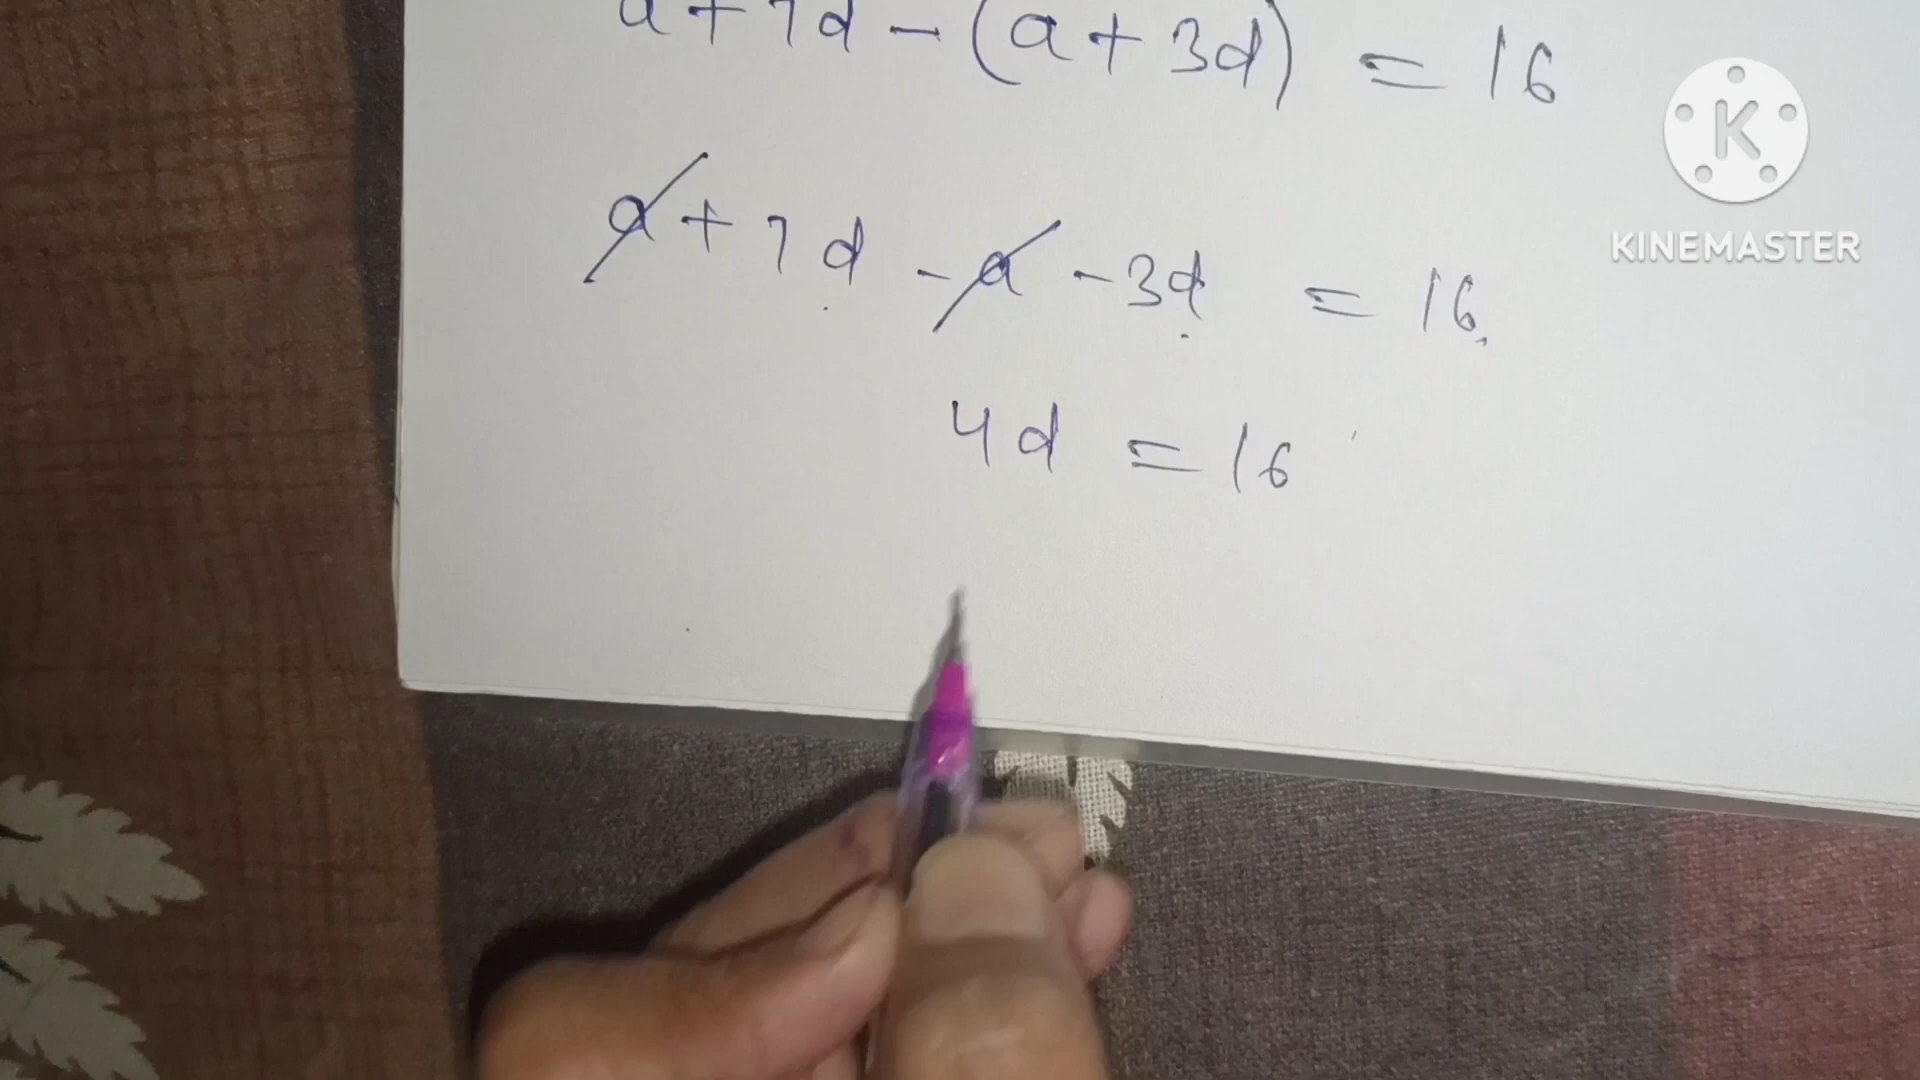 a + 7d - (a + 3d) = 16
a + 7d - a - 3d = 16
4d = 16
K
KINEMASTER